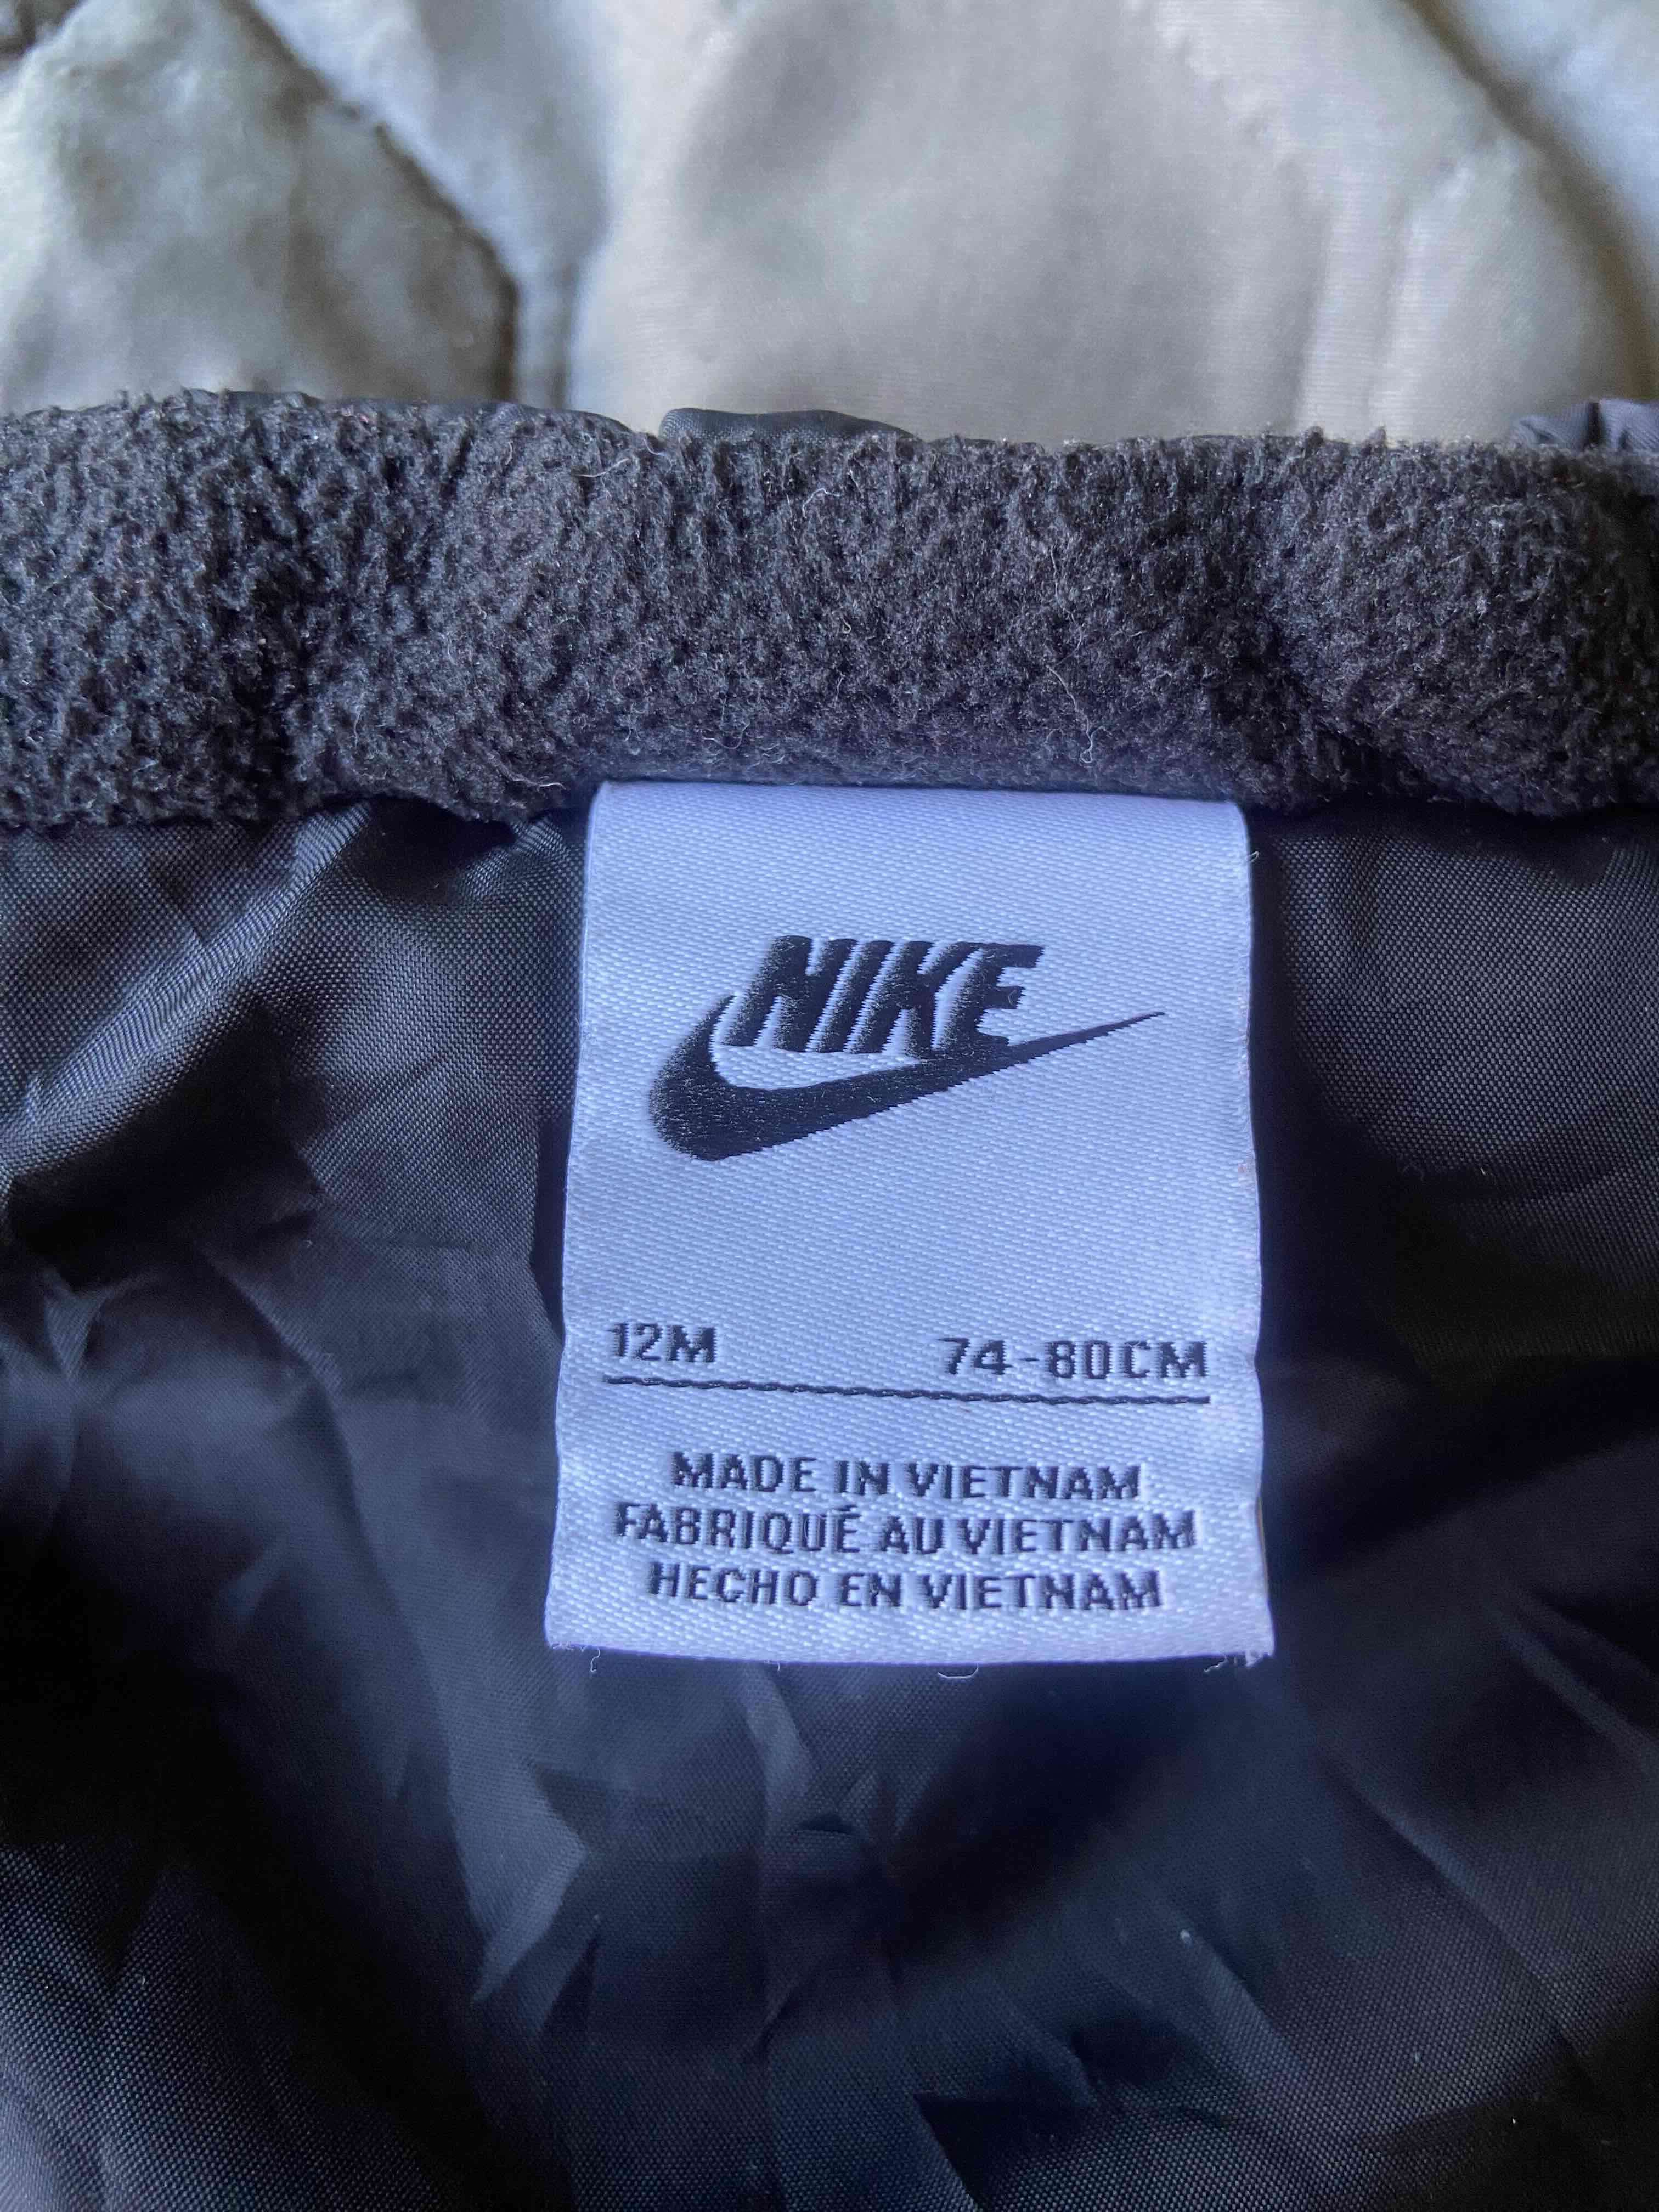 NIKE
12M 74-80CM
MADE IN VIETNAM
FABRIQUÉ AU VIETNAM
HECHO EN VIETNAM